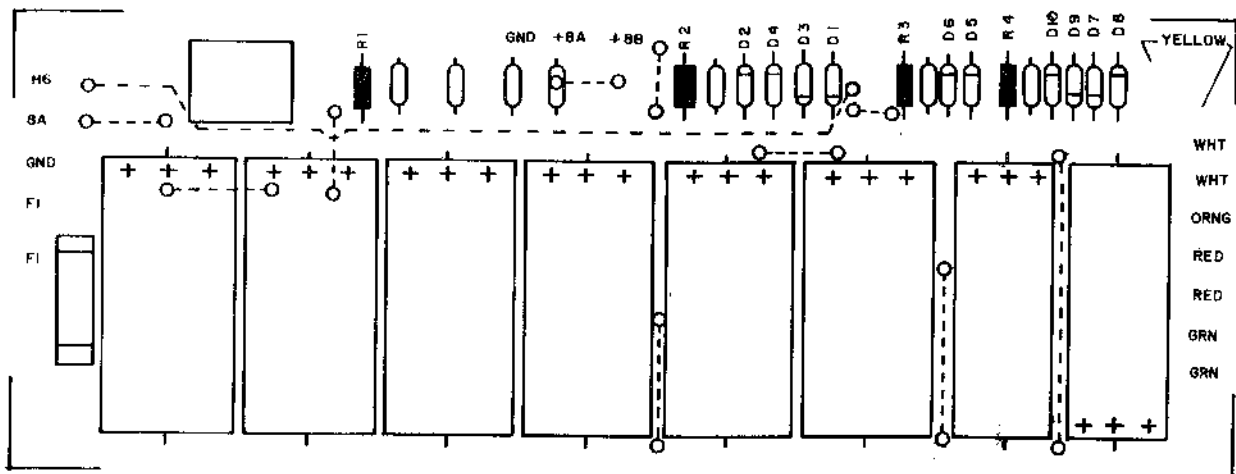 H6
8A
GND
F1
F1
R1
GND +8A +8B
R2
D2
D4
D3
D1
R3
D6
D5
R4
D10
D9
D7
D8
YELLOW
WHT
WHT
ORNG
RED
RED
GRN
GRN
+ + +
+ + +
+ + +
+ + +
+ + +
+ + +
+ + +
+ + +